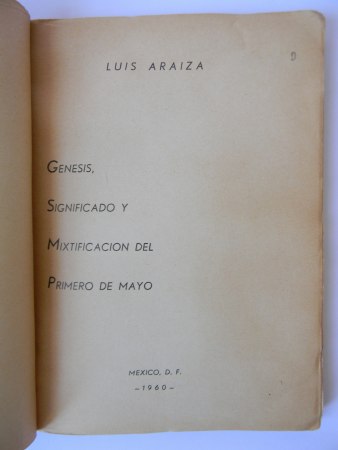 LUIS ARAIZA
GENESIS,
SIGNIFICADO Y
MIXTIFICACION DEL
PRIMERO DE MAYO
MEXICO, D. F.
-1960-